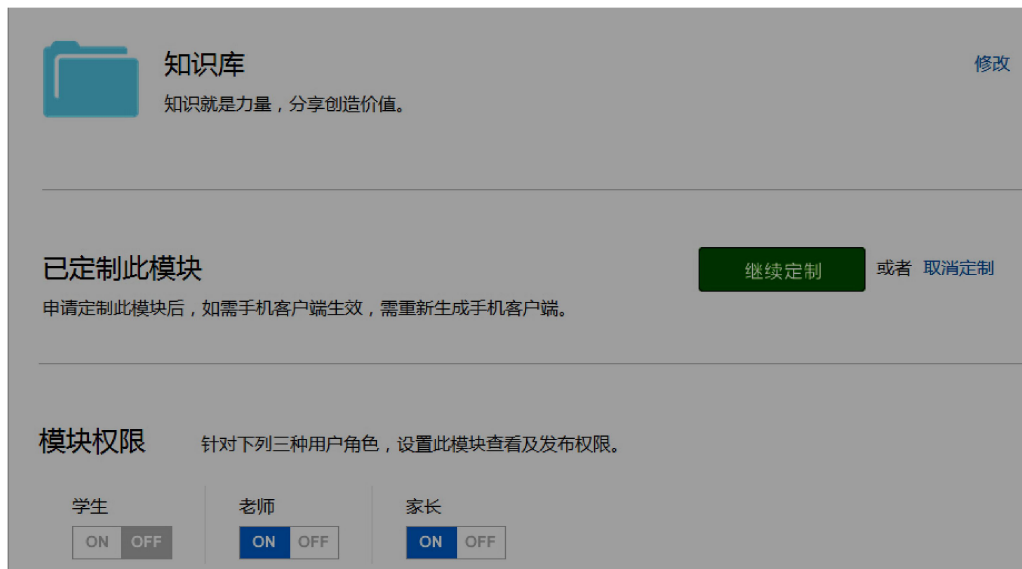 知识库
修改
知识就是力量，分享创造价值。
已定制此模块
继续定制 或者 取消定制
申请定制此模块后，如需手机客户端生效，需重新生成手机客户端。
模块权限 针对下列三种用户角色，设置此模块查看及发布权限。
学生 老师 家长
ON OFF ON OFF ON OFF